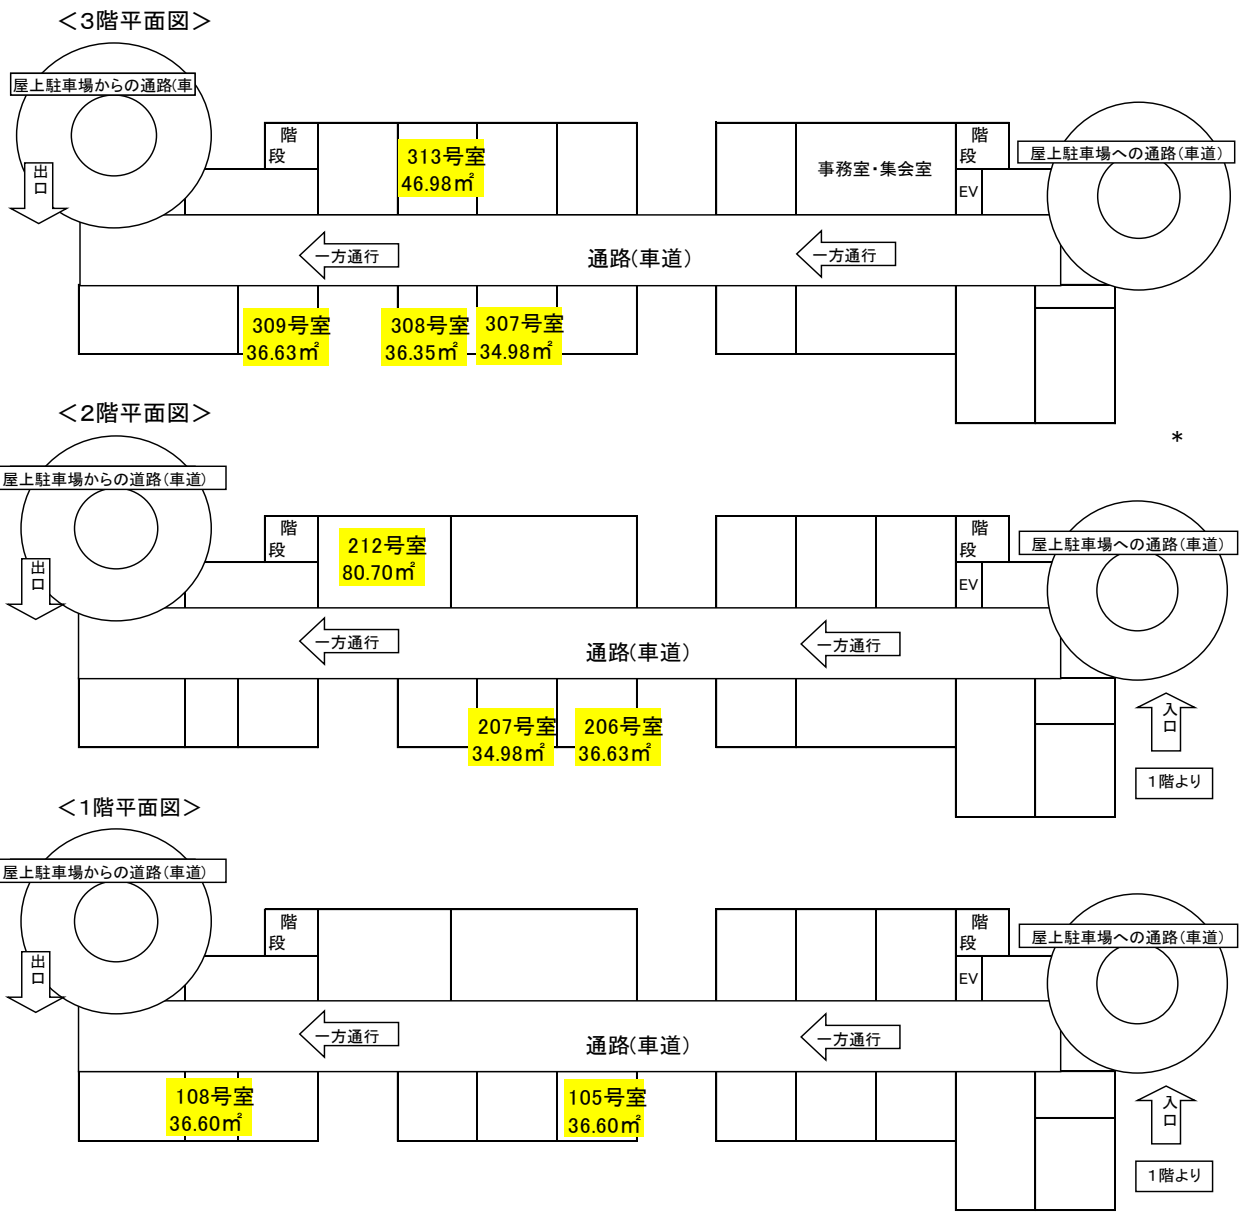 ＜3階平面図＞
屋上駐車場からの通路(車
出口
階段
313号室
46.98㎡
事務室・集会室
階段
EV
屋上駐車場への通路(車道)
一方通行
通路(車道)
一方通行
309号室
36.63㎡
308号室
36.35㎡
307号室
34.98㎡
＜2階平面図＞
*
屋上駐車場からの道路(車道)
出口
階段
212号室
80.70㎡
階段
EV
屋上駐車場への通路(車道)
一方通行
通路(車道)
一方通行
207号室
34.98㎡
206号室
36.63㎡
入口
1階より
＜1階平面図＞
屋上駐車場からの道路(車道)
出口
階段
階段
EV
屋上駐車場への通路(車道)
一方通行
通路(車道)
一方通行
108号室
36.60㎡
105号室
36.60㎡
入口
1階より